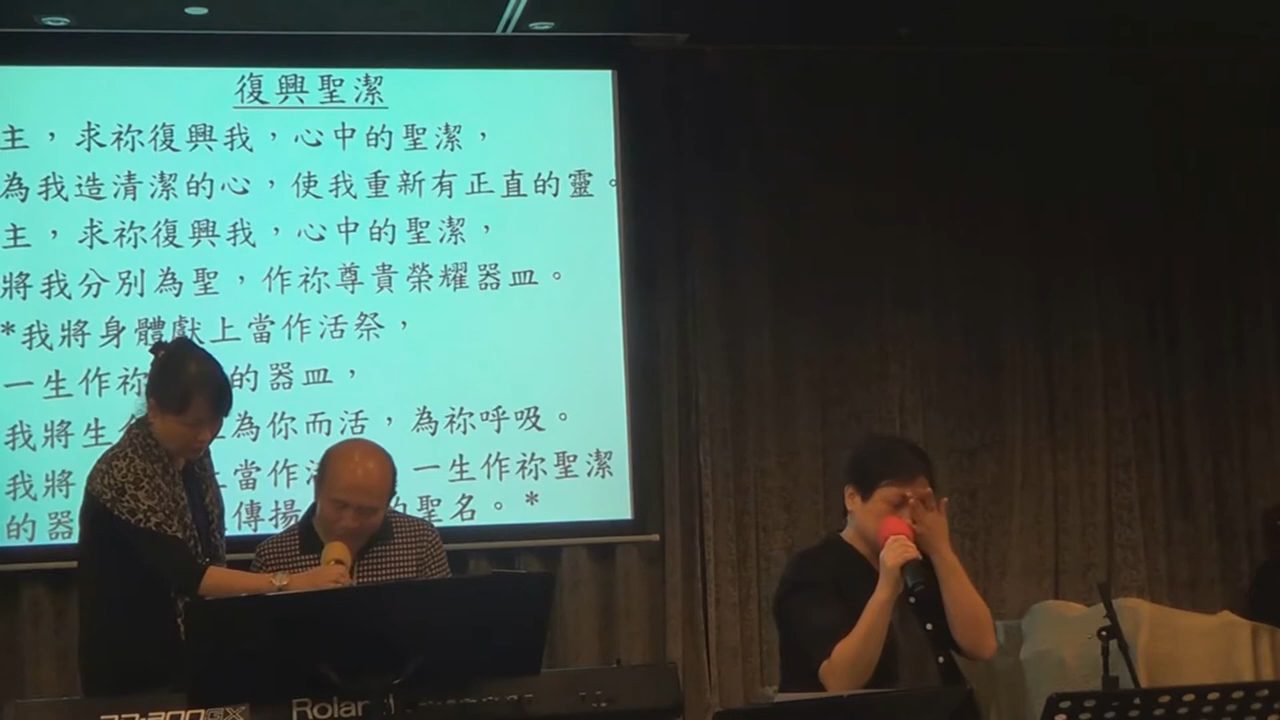 復興聖潔
主，求祢復興我，心中的聖潔，
為我造清潔的心，使我重新有正直的靈。
主，求祢復興我，心中的聖潔，
將我分別為聖，作祢尊貴榮耀器皿。
*我將身體獻上當作活祭，
一生作祢 的器皿，
我將生 為你而活，為祢呼吸。
我將 當作活 一生作祢聖潔
的器 傳揚 的聖名。*
Roland